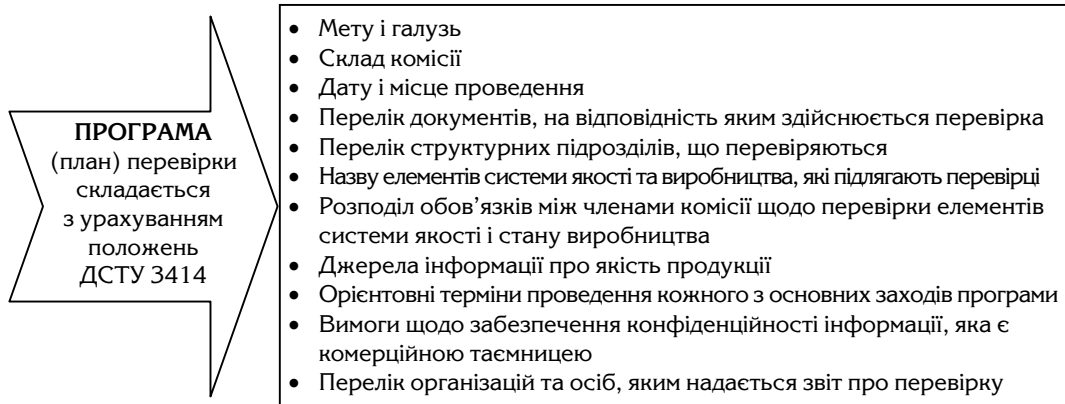 ПРОГРАМА
(план) перевірки
складається
з урахуванням
положень
ДСТУ 3414
• Мету і галузь
• Склад комісії
• Дату і місце проведення
• Перелік документів, на відповідність яким здійснюється перевірка
• Перелік структурних підрозділів, що перевіряються
• Назву елементів системи якості та виробництва, які підлягають перевірці
• Розподіл обов’язків між членами комісії щодо перевірки елементів
системи якості і стану виробництва
• Джерела інформації про якість продукції
• Орієнтовні терміни проведення кожного з основних заходів програми
• Вимоги щодо забезпечення конфіденційності інформації, яка є
комерційною таємницею
• Перелік організацій та осіб, яким надається звіт про перевірку